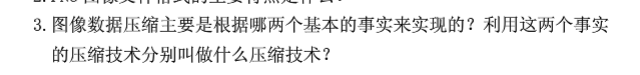 3. 图像数据压缩主要是根据哪两个基本的事实来实现的？利用这两个事实
的压缩技术分别叫做什么压缩技术？